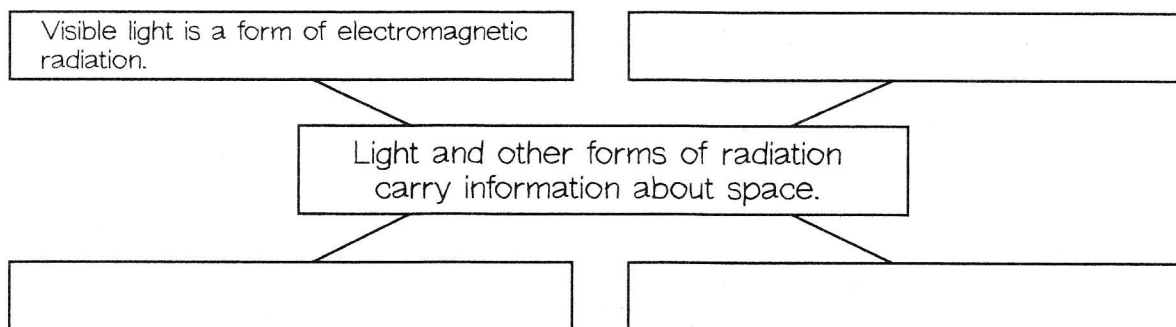 Visible light is a form of electromagnetic
radiation.
Light and other forms of radiation
carry information about space.